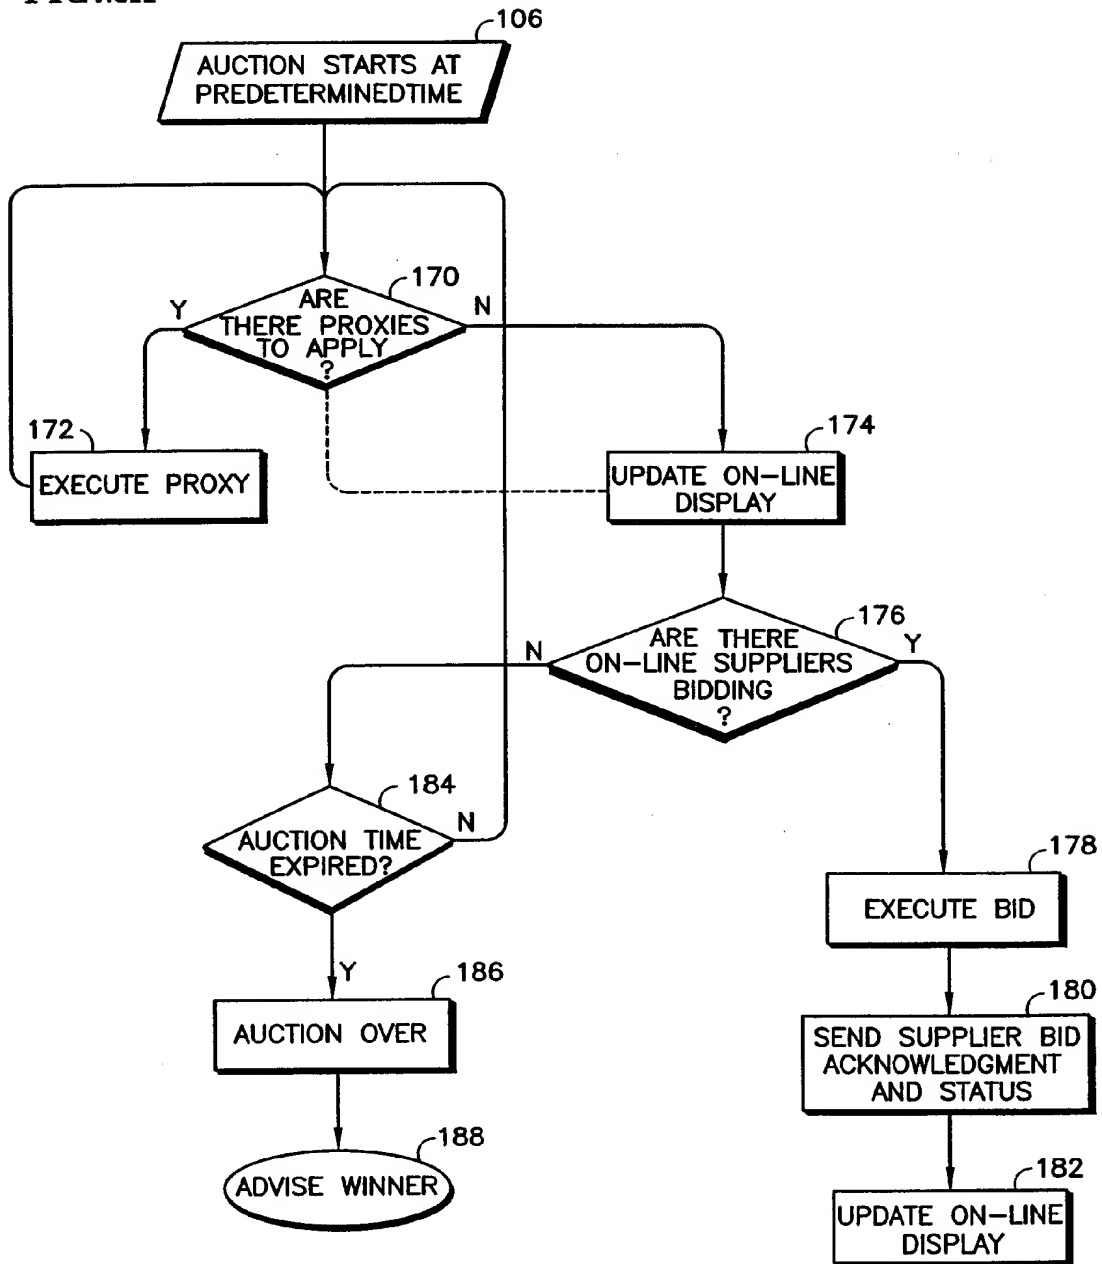 106
AUCTION STARTS AT
PREDETERMINEDTIME
170
Y
N
ARE
THERE PROXIES
TO APPLY
?
172
EXECUTE PROXY
174
UPDATE ON-LINE
DISPLAY
176
N
Y
ARE THERE
ON-LINE SUPPLIERS
BIDDING
?
184
N
AUCTION TIME
EXPIRED?
178
EXECUTE BID
Y
186
AUCTION OVER
180
SEND SUPPLIER BID
ACKNOWLEDGMENT
AND STATUS
188
ADVISE WINNER
182
UPDATE ON-LINE
DISPLAY